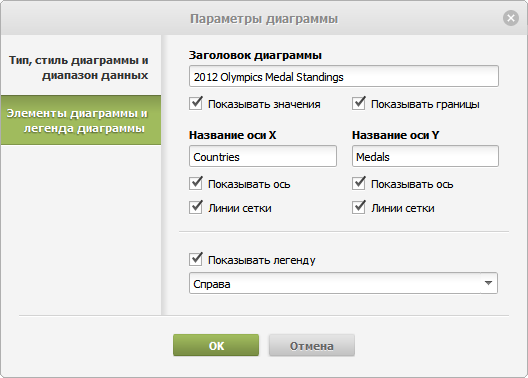 Параметры диаграммы
Тип, стиль диаграммы и
диапазон данных
Элементы диаграммы и
легенда диаграммы
Заголовок диаграммы
2012 Olympics Medal Standings
Показывать значения Показывать границы
Название оси X Название оси Y
Countries Medals
Показывать ось Показывать ось
Линии сетки Линии сетки
Показывать легенду
Справа
OK Отмена